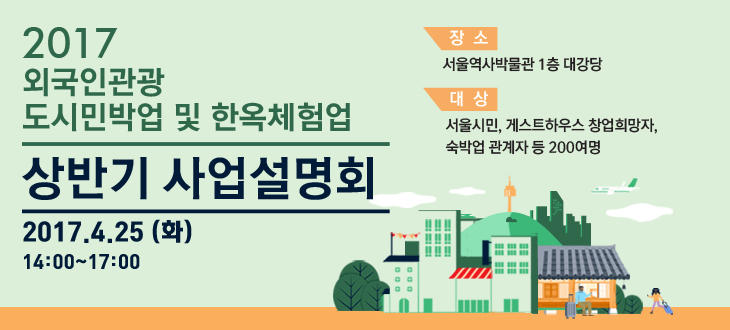 2017
외국인관광
도시민박업 및 한옥체험업
상반기 사업설명회
2017.4.25 (화)
14:00~17:00
장 소
서울역사박물관 1층 대강당
대 상
서울시민, 게스트하우스 창업희망자,
숙박업 관계자 등 200여명